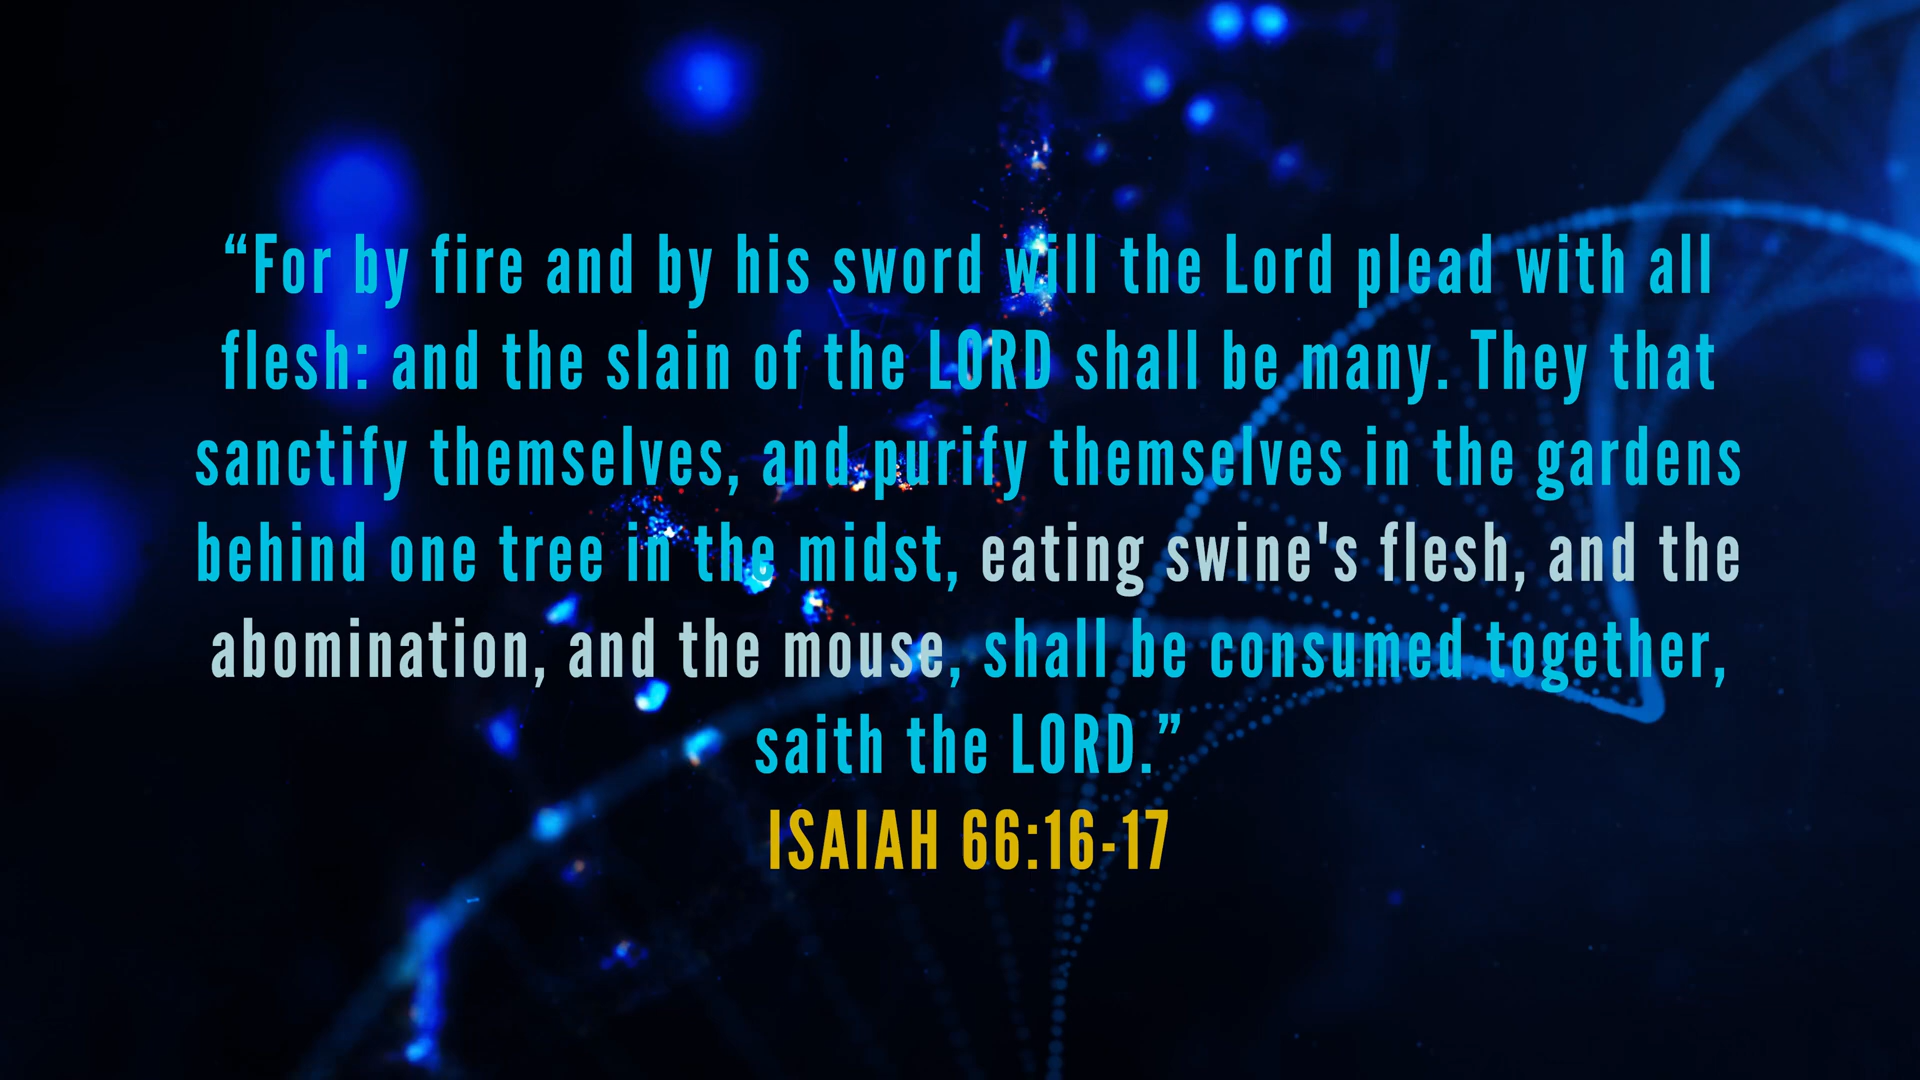 “For by fire and by his sword will the Lord plead with all
flesh: and the slain of the LORD shall be many. They that
sanctify themselves, and purify themselves in the gardens
behind one tree in the midst, eating swine's flesh, and the
abomination, and the mouse, shall be consumed together,
saith the LORD.”
ISAIAH 66:16-17